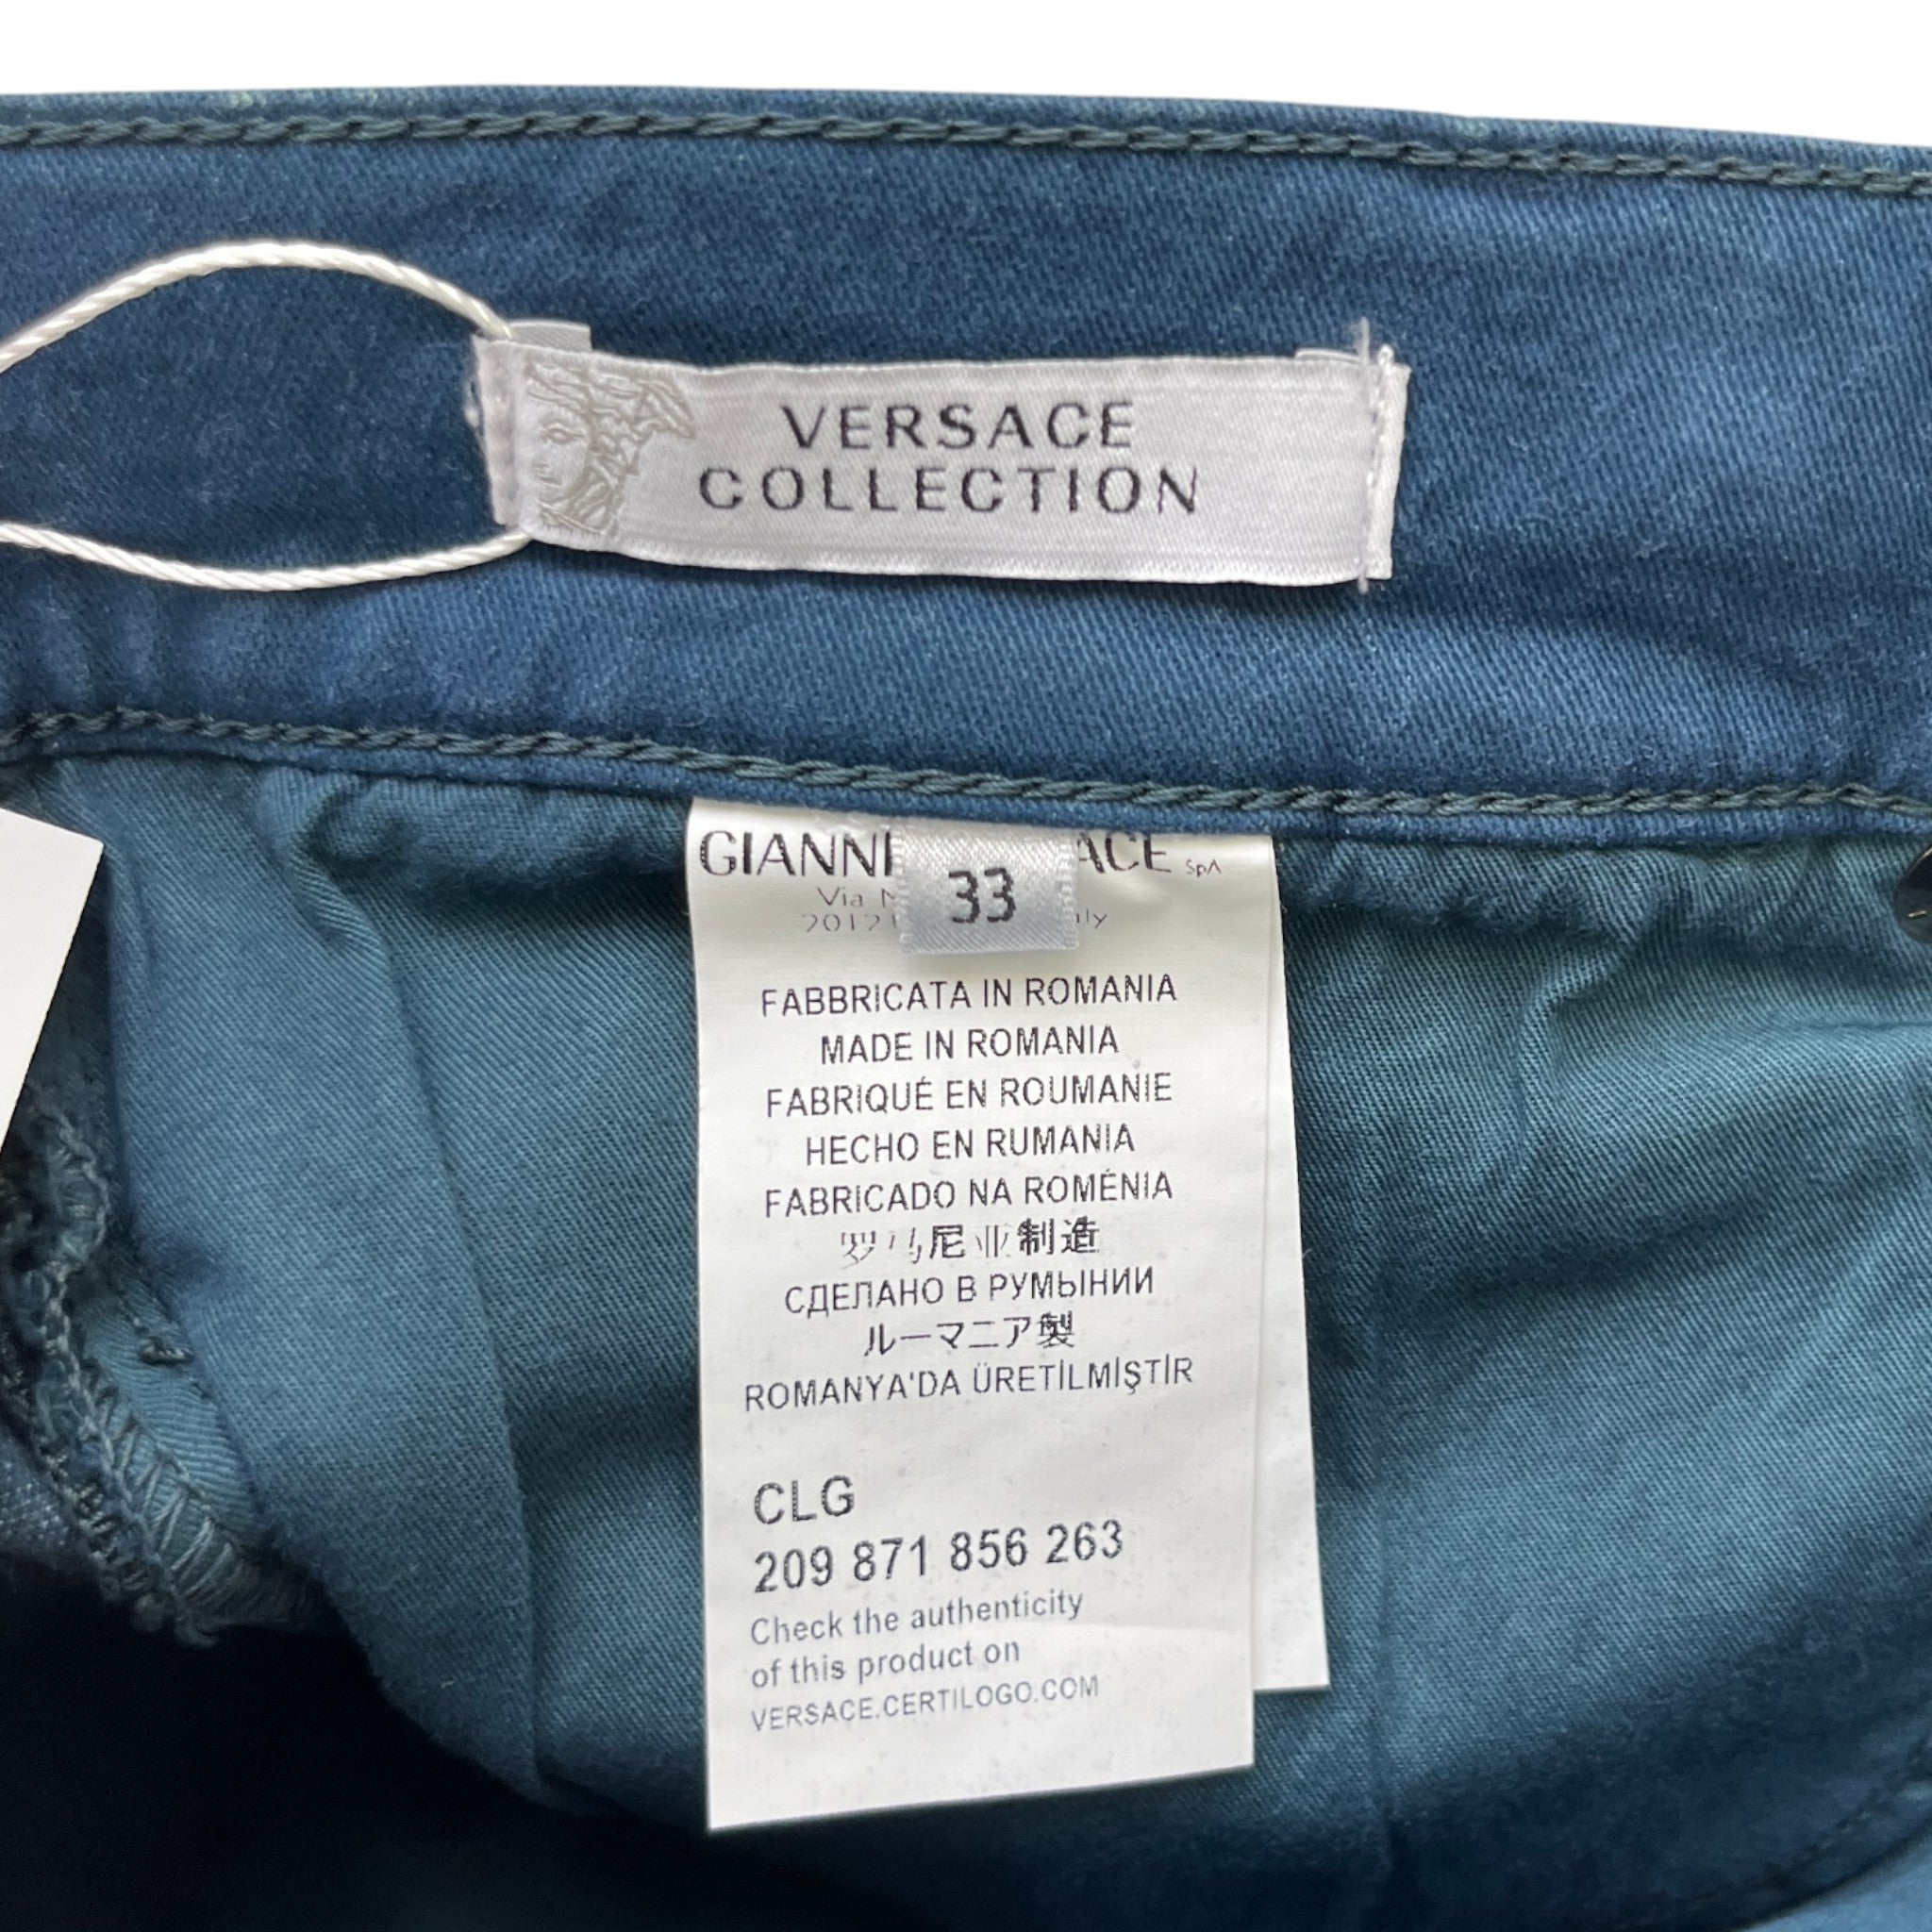 VERSACE
COLLECTION
GIANNI
33
SpA
Via
FABBRICATA IN ROMANIA
MADE IN ROMANIA
FABRIQUÉ EN ROUMANIE
HECHO EN RUMANIA
FABRICADO NA ROMÉNIA
罗马尼亚制造
СДЕЛАНО В РУМЫНИИ
ルーマニア製
ROMANYA'DA ÜRETİLMİŞTİR
CLG
209 871 856 263
Check the authenticity
of this product on
VERSACE.CERTILOGO.COM